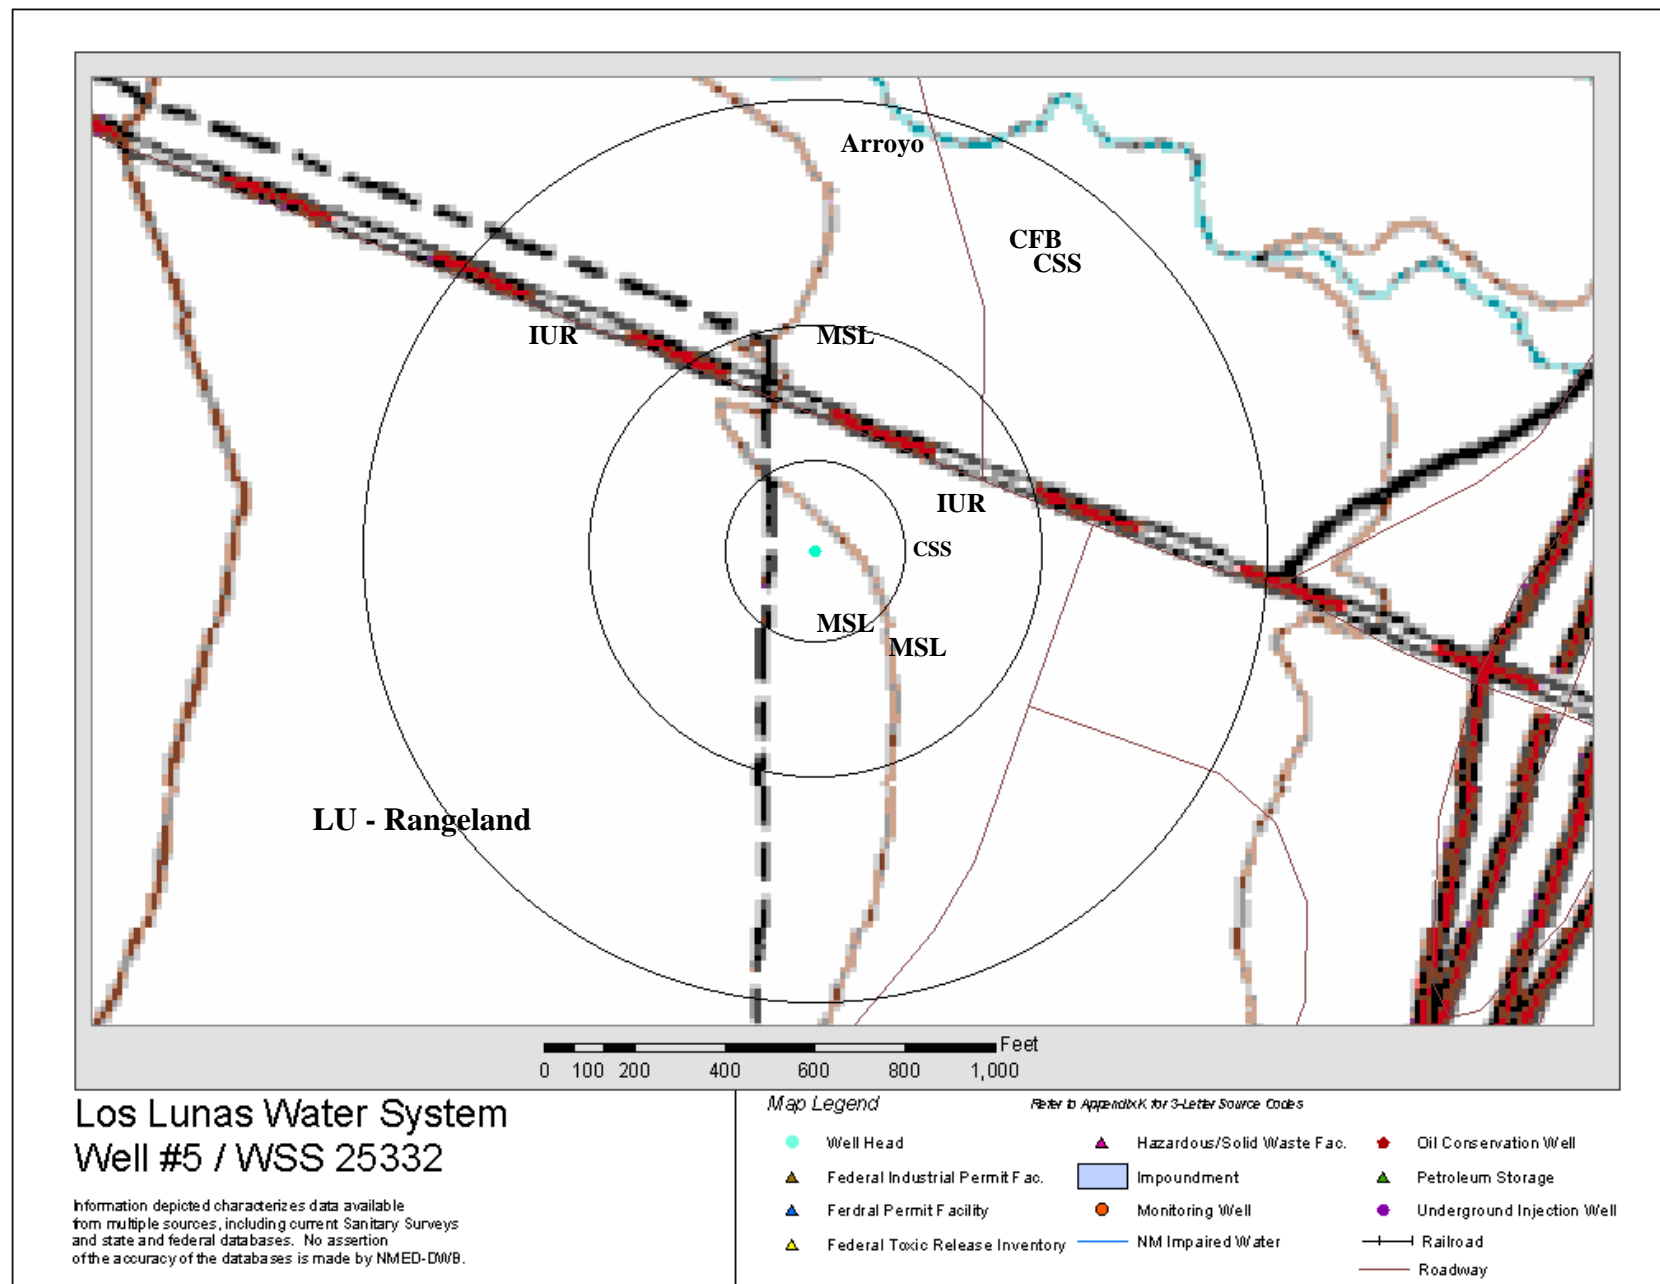 Arroyo
CFB
CSS
IUR
MSL
IUR
CSS
MSL
MSL
LU - Rangeland
Feet
0 100 200 400 600 800 1,000
Los Lunas Water System
Well #5 / WSS 25332
Information depicted characterizes data available
from multiple sources, including current Sanitary Surveys
and state and federal databases. No assertion
of the accuracy of the databases is made by NMED-DWB.
Map Legend
Refer to Appendix K for 3-Letter Source Codes
Well Head
Federal Industrial Permit Fac.
Ferdral Permit Facility
Federal Toxic Release Inventory
Hazardous/Solid Waste Fac.
Impoundment
Monitoring Well
NM Impaired Water
Oil Conservation Well
Petroleum Storage
Underground Injection Well
Railroad
Roadway